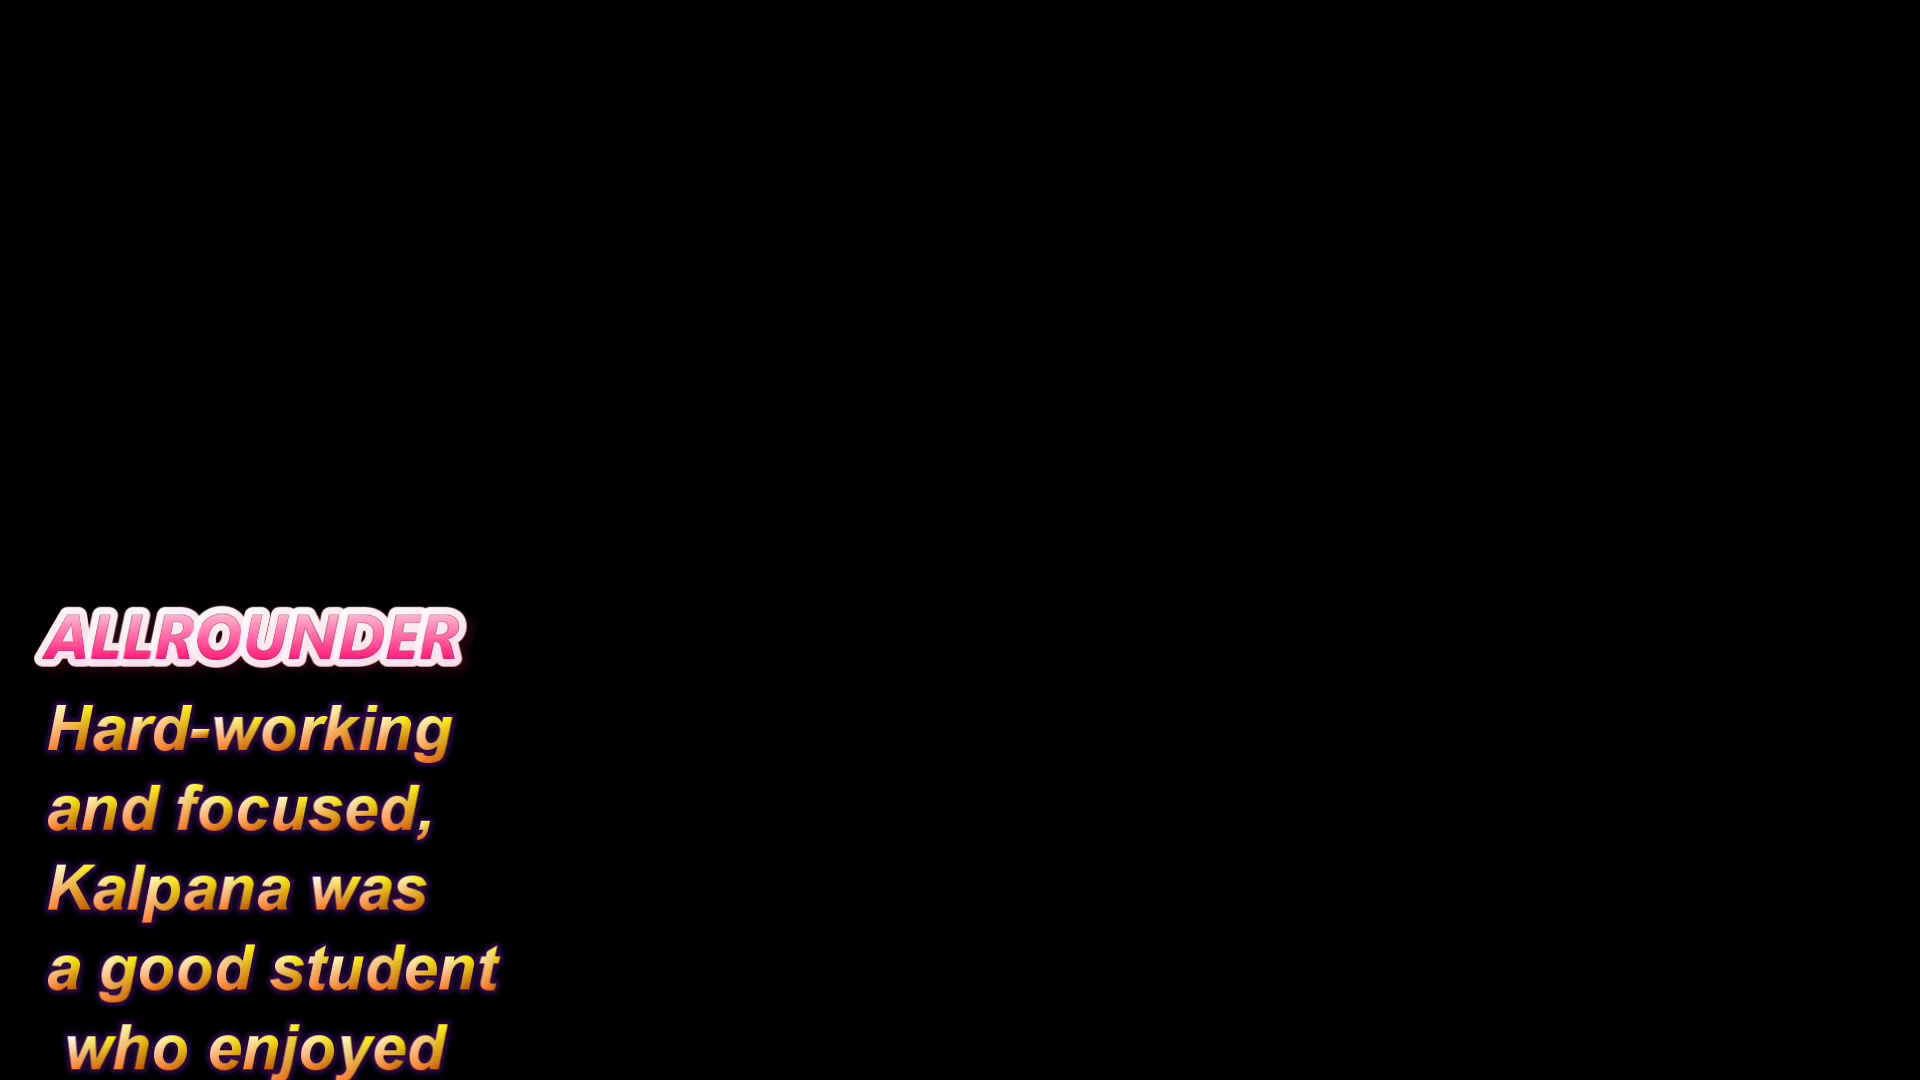 ALLROUNDER
Hard-working
and focused,
Kalpana was
a good student
who enjoyed